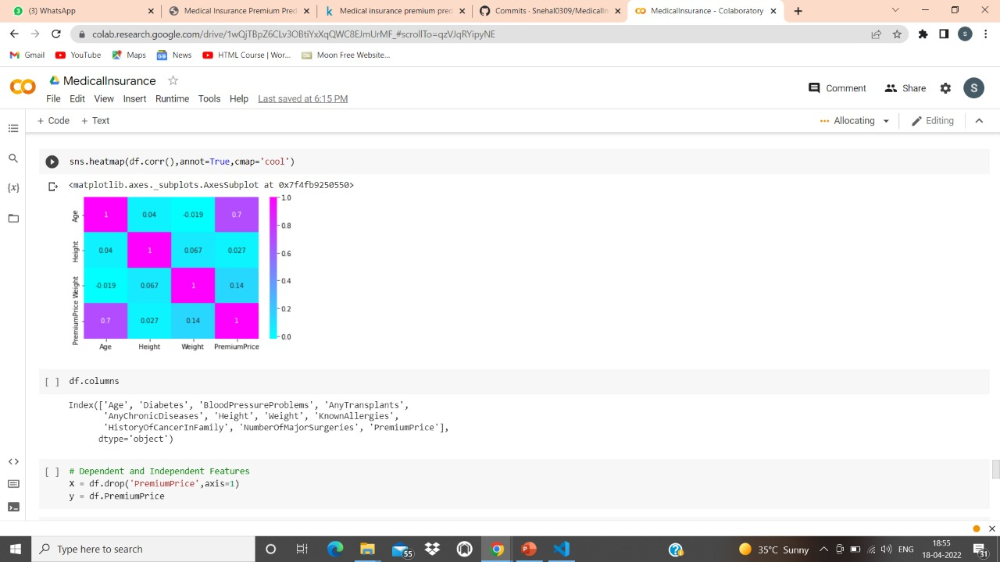 (3) WhatsApp
Medical Insurance Premium Pred
Medical insurance premium pred
Commits · Snehal0309/MedicalIn
MedicalInsurance - Colaboratory
colab.research.google.com/drive/1wQjTBpZ6CLv3OBtiYxXqQWC8EJmUrMF_#scrollTo=qzVJqRYipyNE
S
Gmail
YouTube
Maps
News
HTML Course | Wor...
Moon Free Website...
MedicalInsurance
Comment
Share
S
File Edit View Insert Runtime Tools Help Last saved at 6:15 PM
+ Code + Text
Allocating
Editing
sns.heatmap(df.corr(),annot=True,cmap='cool')
<matplotlib.axes._subplots.AxesSubplot at 0x7f4fb9250550>
Age 1 0.04 -0.019 0.7
Height 0.04 1 0.067 0.027
Weight -0.019 0.067 1 0.14
PremiumPrice 0.7 0.027 0.14 1
Age Height Weight PremiumPrice
1.0
0.8
0.6
0.4
0.2
0.0
[ ] df.columns
Index(['Age', 'Diabetes', 'BloodPressureProblems', 'AnyTransplants',
'AnyChronicDiseases', 'Height', 'Weight', 'KnownAllergies',
'HistoryOfCancerInFamily', 'NumberOfMajorSurgeries', 'PremiumPrice'],
dtype='object')
[ ] # Dependent and Independent Features
X = df.drop('PremiumPrice',axis=1)
y = df.PremiumPrice
{x}
Type here to search
55
35°C Sunny
ENG
18:55
18-04-2022
31